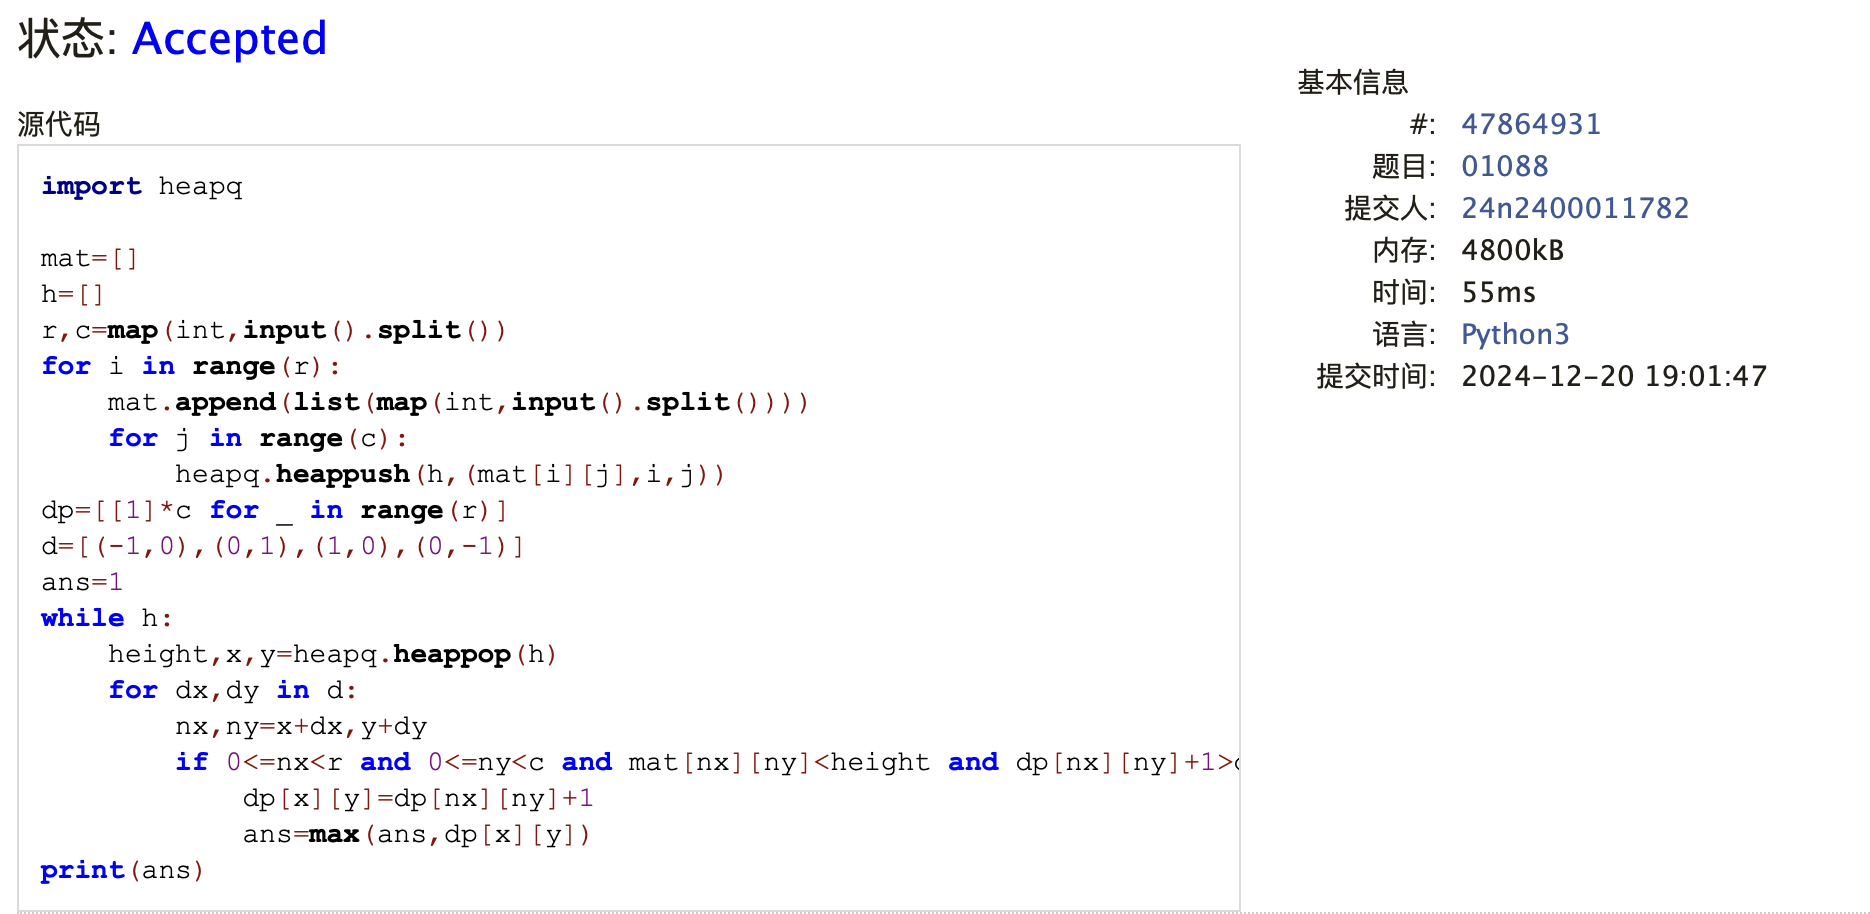 状态: Accepted
源代码
import heapq
mat=[]
h=[]
r,c=map(int,input().split())
for i in range(r):
    mat.append(list(map(int,input().split())))
    for j in range(c):
        heapq.heappush(h,(mat[i][j],i,j))
dp=[[1]*c for _ in range(r)]
d=[(-1,0),(0,1),(1,0),(0,-1)]
ans=1
while h:
    height,x,y=heapq.heappop(h)
    for dx,dy in d:
        nx,ny=x+dx,y+dy
        if 0<=nx<r and 0<=ny<c and mat[nx][ny]<height and dp[nx][ny]+1>
            dp[x][y]=dp[nx][ny]+1
            ans=max(ans,dp[x][y])
print(ans)
基本信息
#: 47864931
题目: 01088
提交人: 24n2400011782
内存: 4800kB
时间: 55ms
语言: Python3
提交时间: 2024-12-20 19:01:47